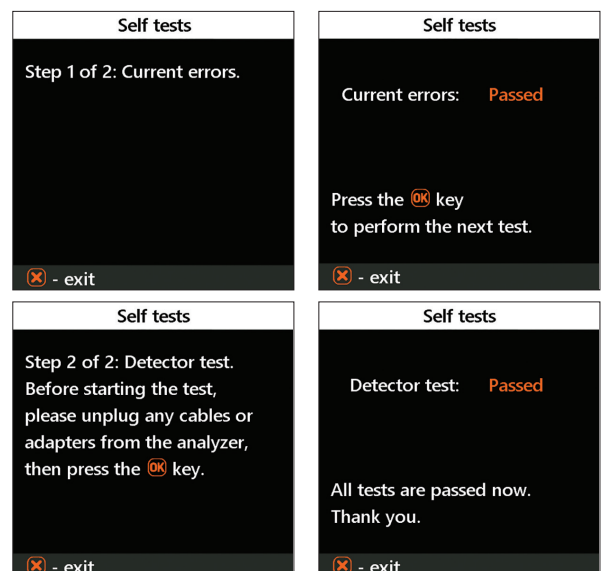 Self tests
Step 1 of 2: Current errors.
- exit
Self tests
Current errors: Passed
Press the OK key
to perform the next test.
- exit
Self tests
Step 2 of 2: Detector test.
Before starting the test,
please unplug any cables or
adapters from the analyzer,
then press the OK key.
- exit
Self tests
Detector test: Passed
All tests are passed now.
Thank you.
- exit